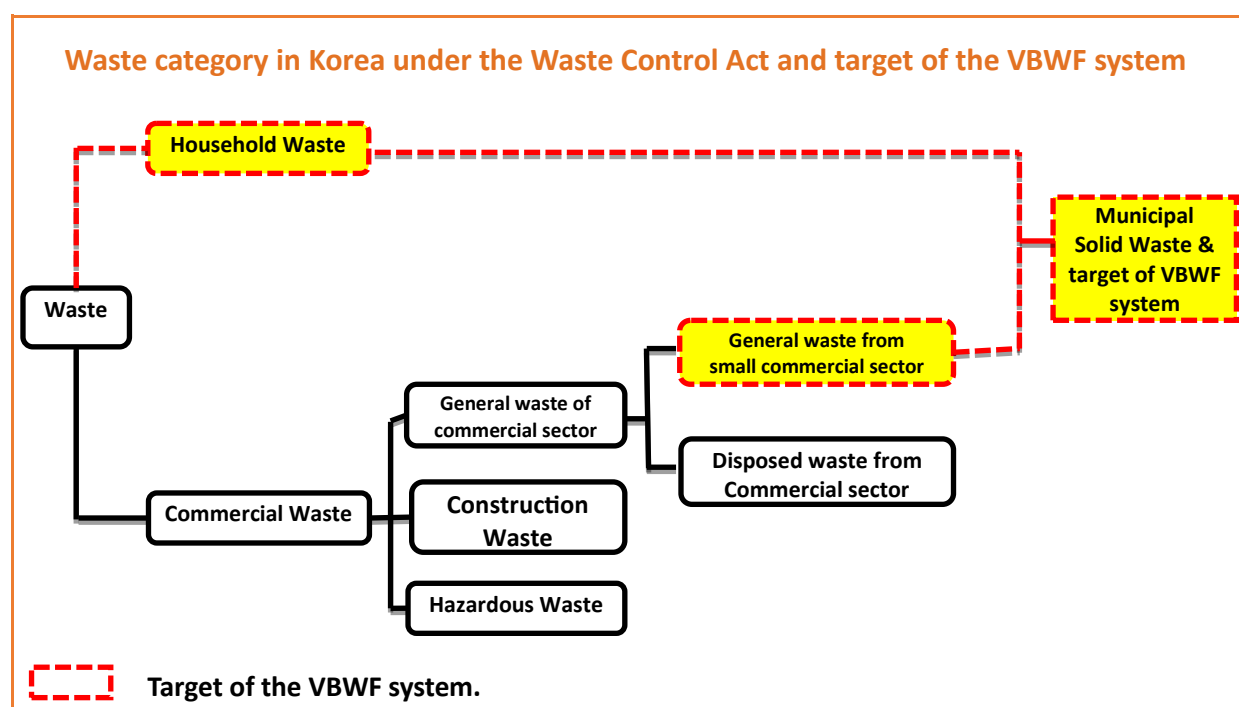 Waste category in Korea under the Waste Control Act and target of the VBWF system
Household Waste
Municipal
Solid Waste &
target of VBWF
system
Waste
General waste from
small commercial sector
General waste of
commercial sector
Disposed waste from
Commercial sector
Commercial Waste
Construction
Waste
Hazardous Waste
Target of the VBWF system.